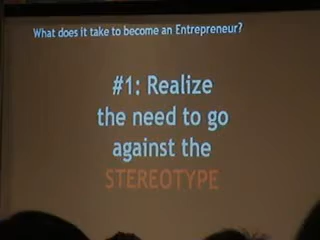 What does it take to become an Entrepreneur?
#1: Realize
the need to go
against the
STEREOTYPE